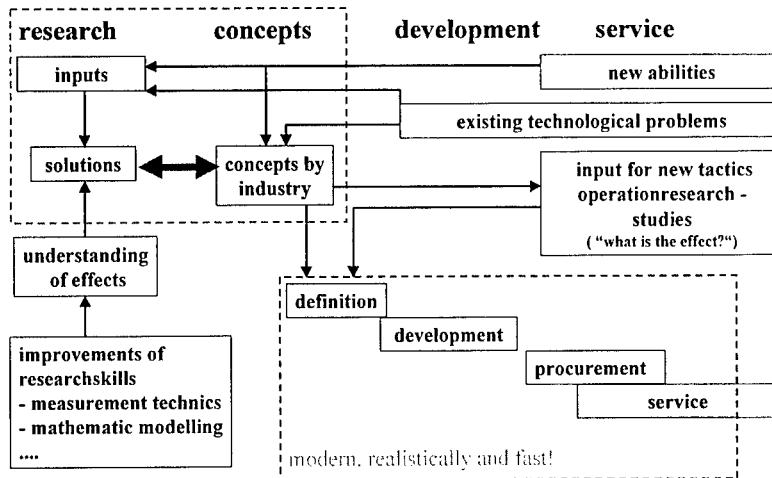 research concepts development service
inputs
new abilities
existing technological problems
solutions
concepts by
industry
input for new tactics
operationresearch -
studies
( "what is the effect?")
understanding
of effects
definition
development
improvements of
researchskills
- measurement technics
- mathematic modelling
....
procurement
service
modern, realistically and fast!